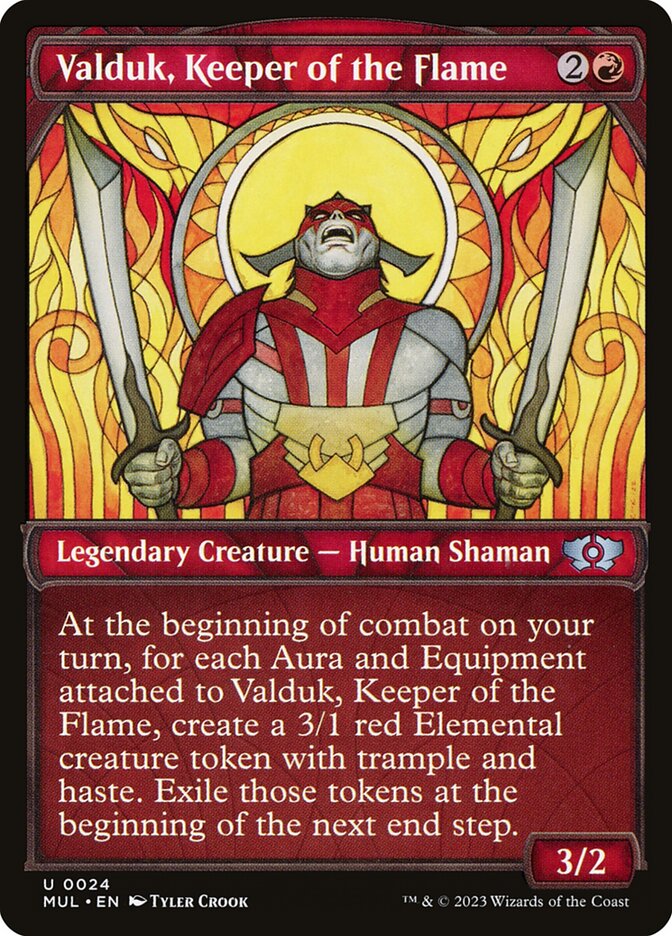 Valduk, Keeper of the Flame 2
Legendary Creature — Human Shaman
At the beginning of combat on your
turn, for each Aura and Equipment
attached to Valduk, Keeper of the
Flame, create a 3/1 red Elemental
creature token with trample and
haste. Exile those tokens at the
beginning of the next end step.
3/2
U 0024
MUL • EN Tyler Crook
™ & © 2023 Wizards of the Coast